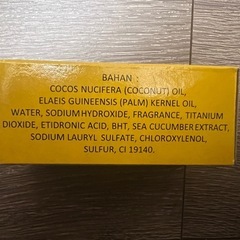 BAHAN :
COCOS NUCIFERA (COCONUT) OIL,
ELAEIS GUINEENSIS (PALM) KERNEL OIL,
WATER, SODIUM HYDROXIDE, FRAGRANCE, TITANIUM
DIOXIDE, ETIDRONIC ACID, BHT, SEA CUCUMBER EXTRACT,
SODIUM LAURYL SULFATE, CHLOROXYLENOL,
SULFUR, CI 19140.